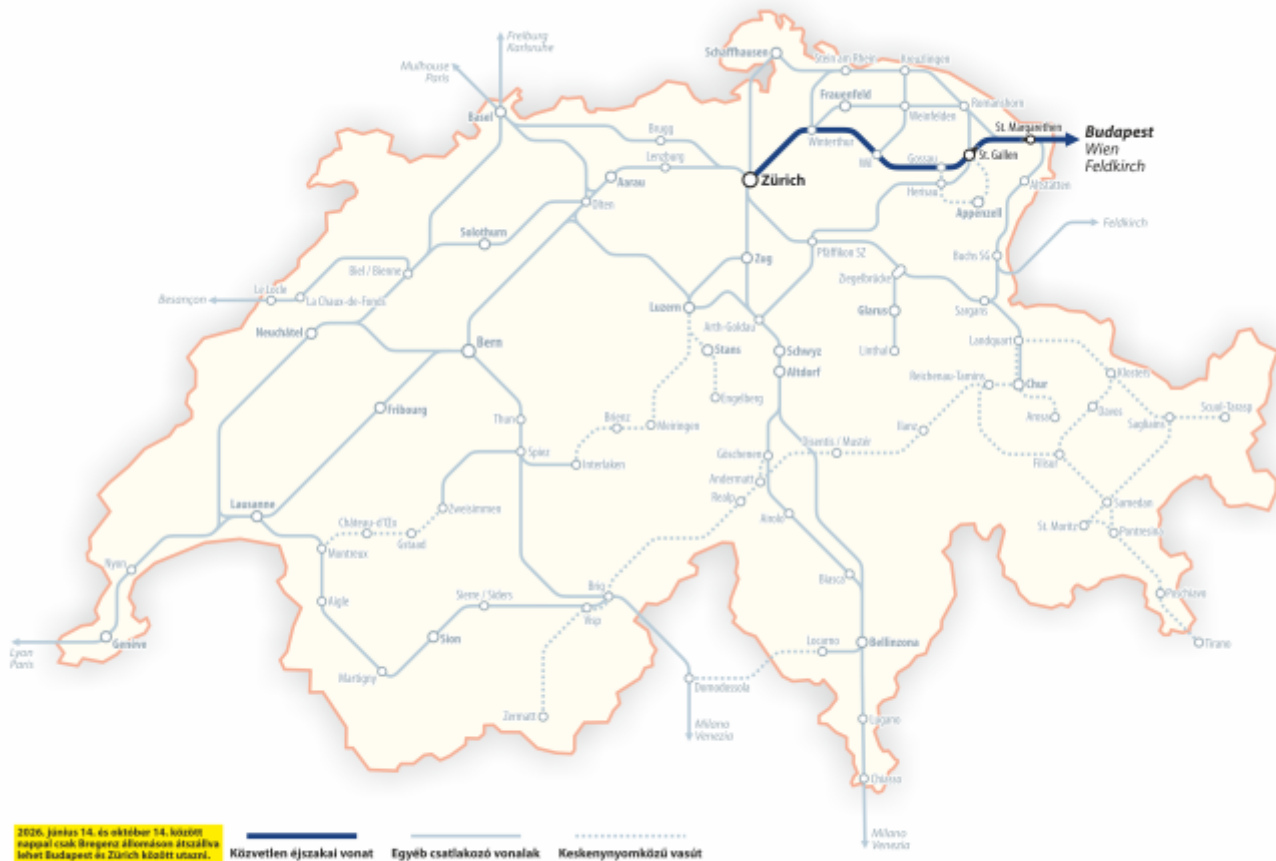 Freiburg
Karlsruhe
Mulhouse
Paris
Schaffhausen
Stein am Rhein
Kreuzlingen
Basel
Frauenfeld
Romanshorn
Weinfelden
Brugg
Winterthur
St. Margrethen
Budapest
Wien
Feldkirch
Lenzburg
Wil
Gossau
St. Gallen
Aarau
Zürich
Herisau
Altstätten
Olten
Appenzell
Solothurn
Feldkirch
Pfäffikon SZ
Buchs SG
Zug
Biel / Bienne
Ziegelbrücke
Besançon
Le Locle
La Chaux-de-Fonds
Luzern
Sargans
Glarus
Neuchâtel
Arth-Goldau
Bern
Stans
Schwyz
Linthal
Landquart
Altdorf
Klosters
Reichenau-Tamins
Chur
Engelberg
Fribourg
Davos
Arosa
Scuol-Tarasp
Thun
Brienz
Meiringen
Sagliains
Ilanz
Disentis / Mustér
Spiez
Interlaken
Göschenen
Filisur
Andermatt
Realp
Zweisimmen
Lausanne
Samedan
Airolo
Château-d'Œx
Gstaad
St. Moritz
Pontresina
Montreux
Nyon
Biasca
Brig
Aigle
Sierre / Siders
Visp
Poschiavo
Genève
Sion
Locarno
Bellinzona
Tirano
Lyon
Paris
Martigny
Domodossola
Zermatt
Lugano
Milano
Venezia
Chiasso
2026. június 14. és október 14. között
nappal csak Bregenz állomáson átszállva
lehet Budapest és Zürich között utazni.
Közvetlen éjszakai vonat
Egyéb csatlakozó vonalak
Keskenynyomközű vasút
Milano
Venezia